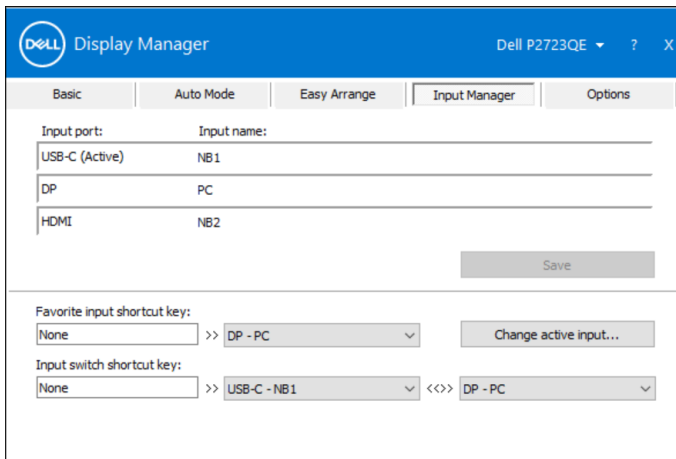 DELL Display Manager Dell P2723QE ? X
Basic Auto Mode Easy Arrange Input Manager Options
Input port: Input name:
USB-C (Active) NB1
DP PC
HDMI NB2
Save
Favorite input shortcut key:
None >> DP - PC Change active input...
Input switch shortcut key:
None >> USB-C - NB1 <<>> DP - PC